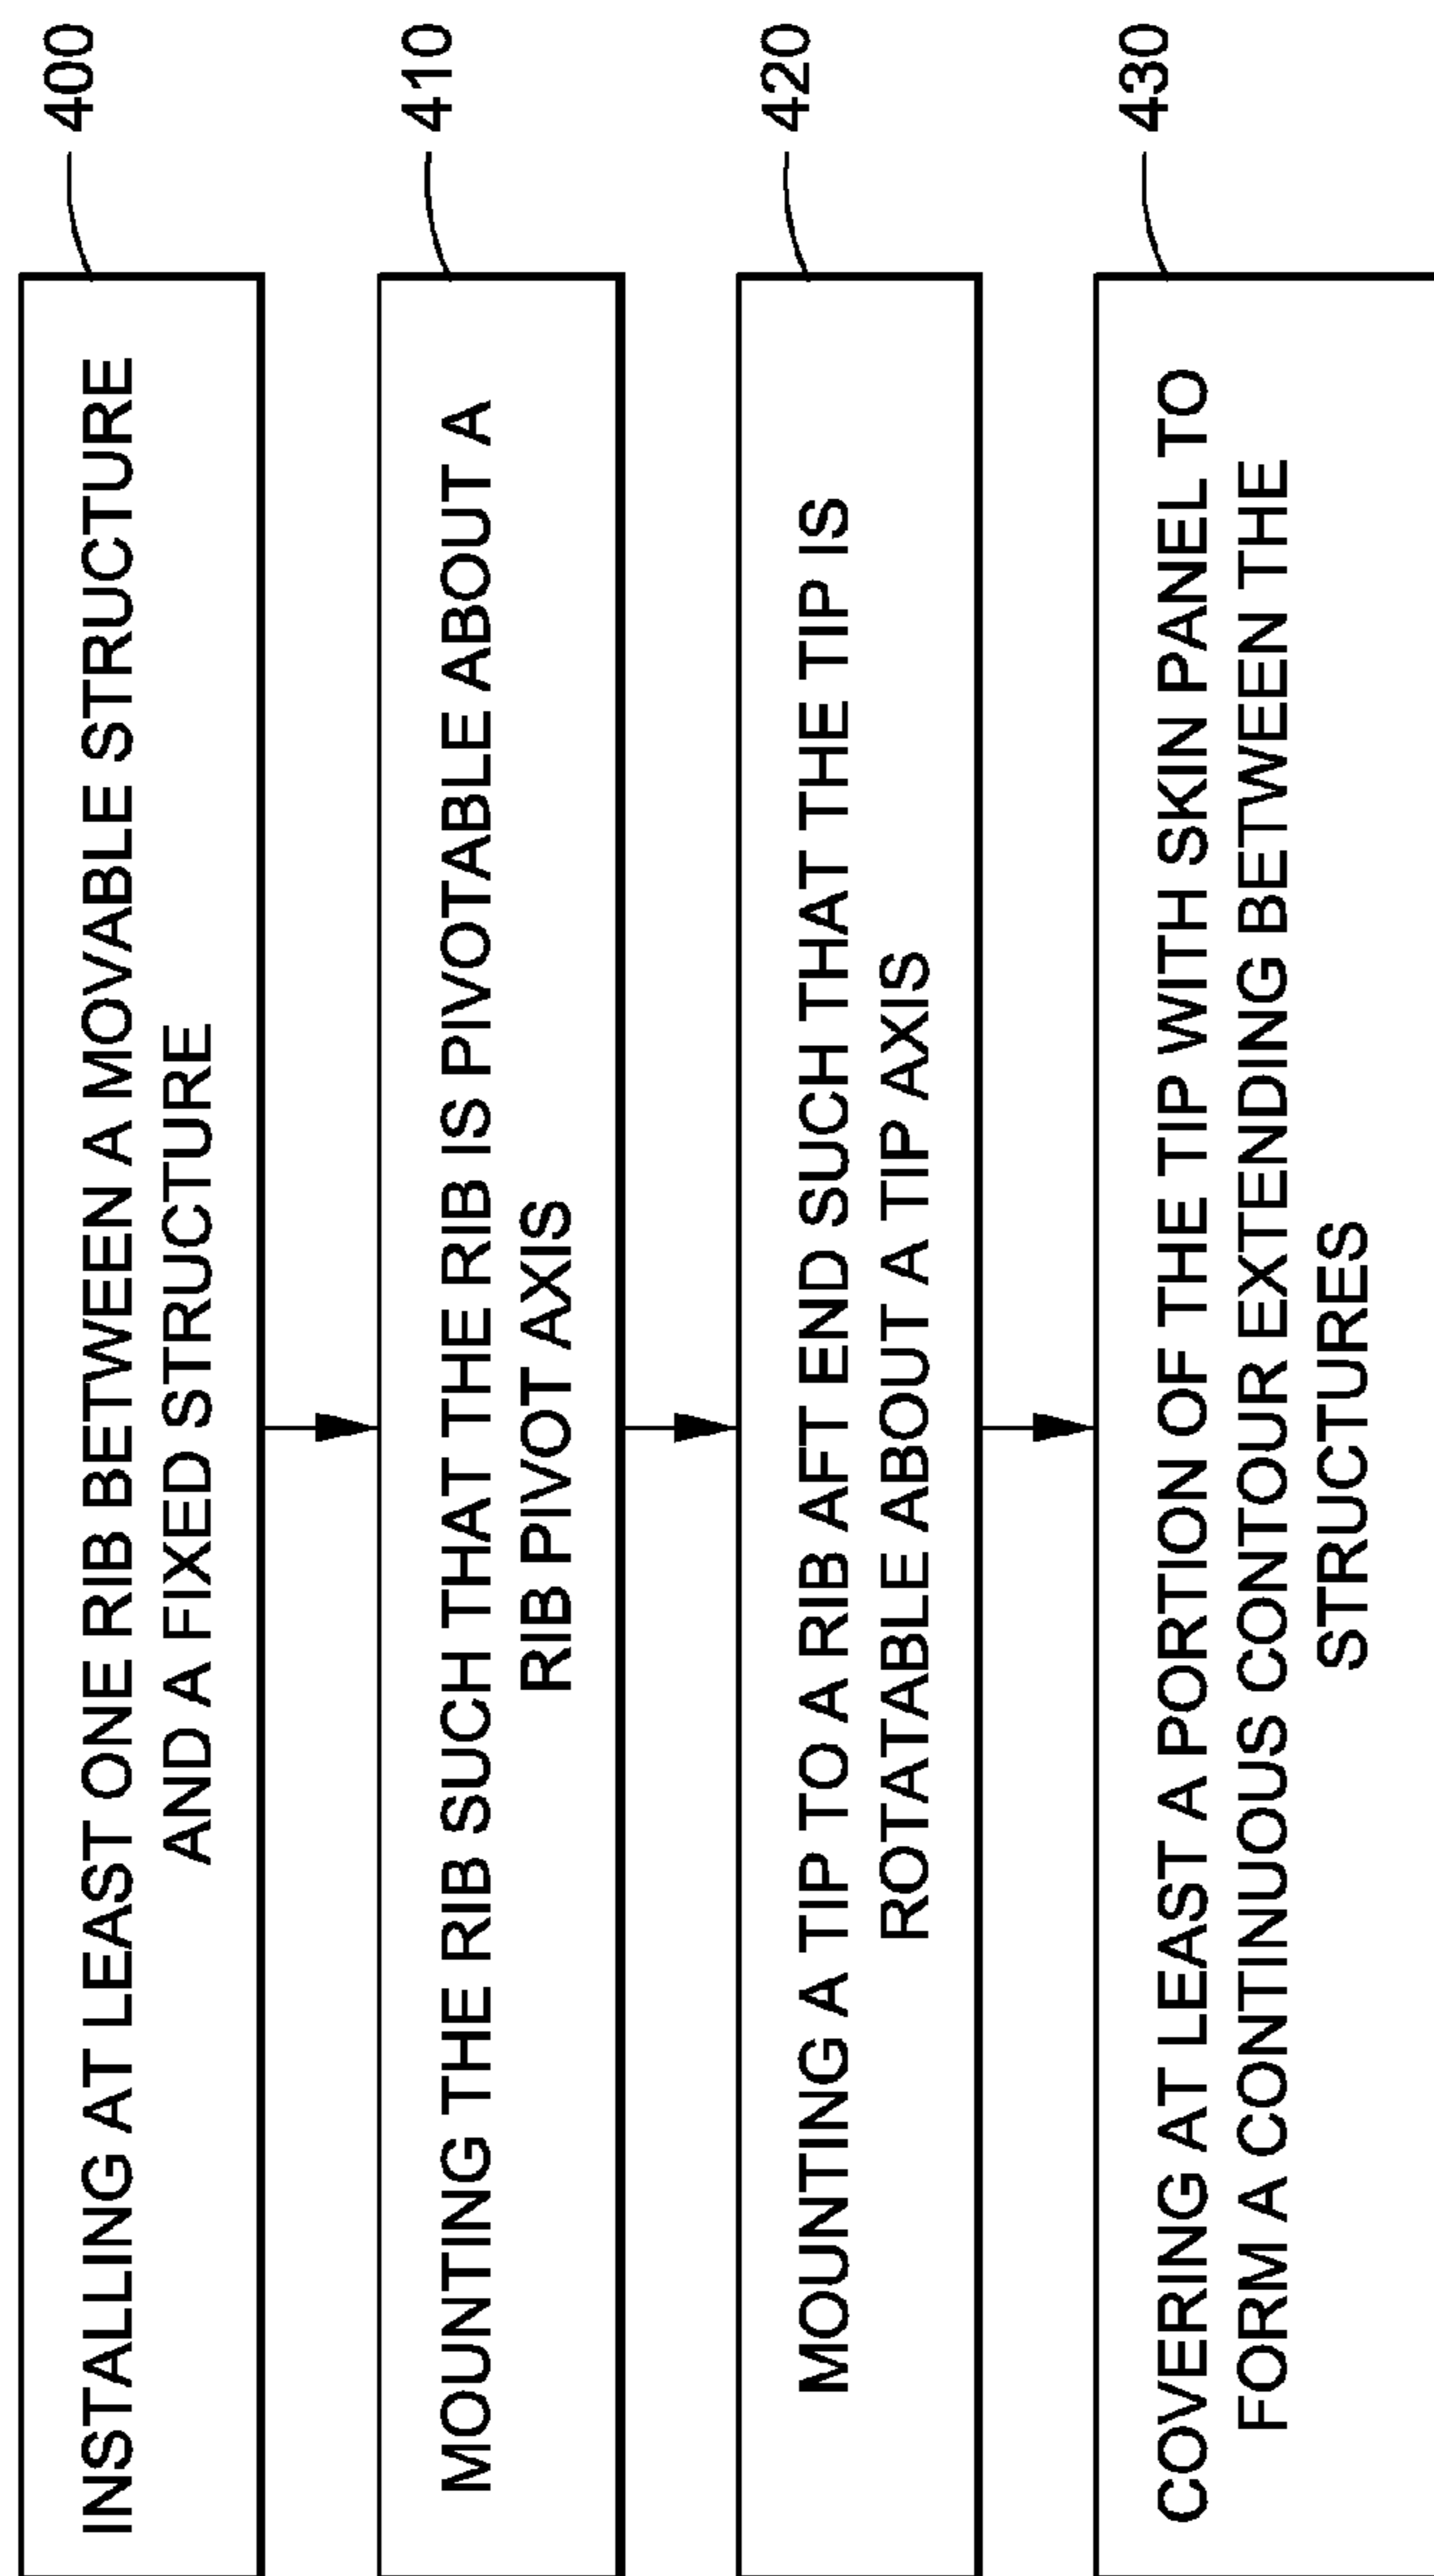 400
INSTALLING AT LEAST ONE RIB BETWEEN A MOVABLE STRUCTURE
AND A FIXED STRUCTURE
410
MOUNTING THE RIB SUCH THAT THE RIB IS PIVOTABLE ABOUT A
RIB PIVOT AXIS
420
MOUNTING A TIP TO A RIB AFT END SUCH THAT THE TIP IS
ROTATABLE ABOUT A TIP AXIS
430
COVERING AT LEAST A PORTION OF THE TIP WITH SKIN PANEL TO
FORM A CONTINUOUS CONTOUR EXTENDING BETWEEN THE
STRUCTURES